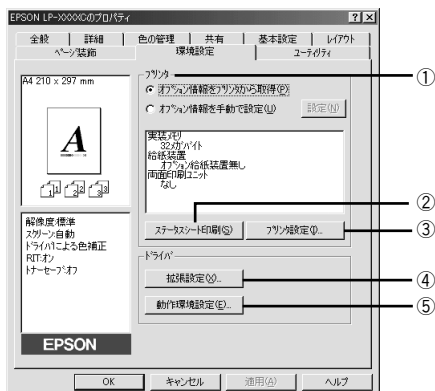 EPSON LP-XXXXCのプロパティ
全般
詳細
色の管理
共有
基本設定
レイアウト
ページ装飾
環境設定
ユーティリティ
A4 210 x 297 mm
A
1
1
2
2
3
3
解像度:標準
スクリーン:自動
ドライバによる色補正
RIT:オン
トナーセーブ:オフ
EPSON
プリンタ
オプション情報をプリンタから取得(P)
オプション情報を手動で設定(U)
設定(N)
実装メモリ
32メガバイト
給紙装置
オプション給紙装置無し
両面印刷ユニット
なし
ステータスシート印刷(S)
プリンタ設定(I)...
ドライバ
拡張設定(X)...
動作環境設定(E)...
OK
キャンセル
適用(A)
ヘルプ
①
②
③
④
⑤